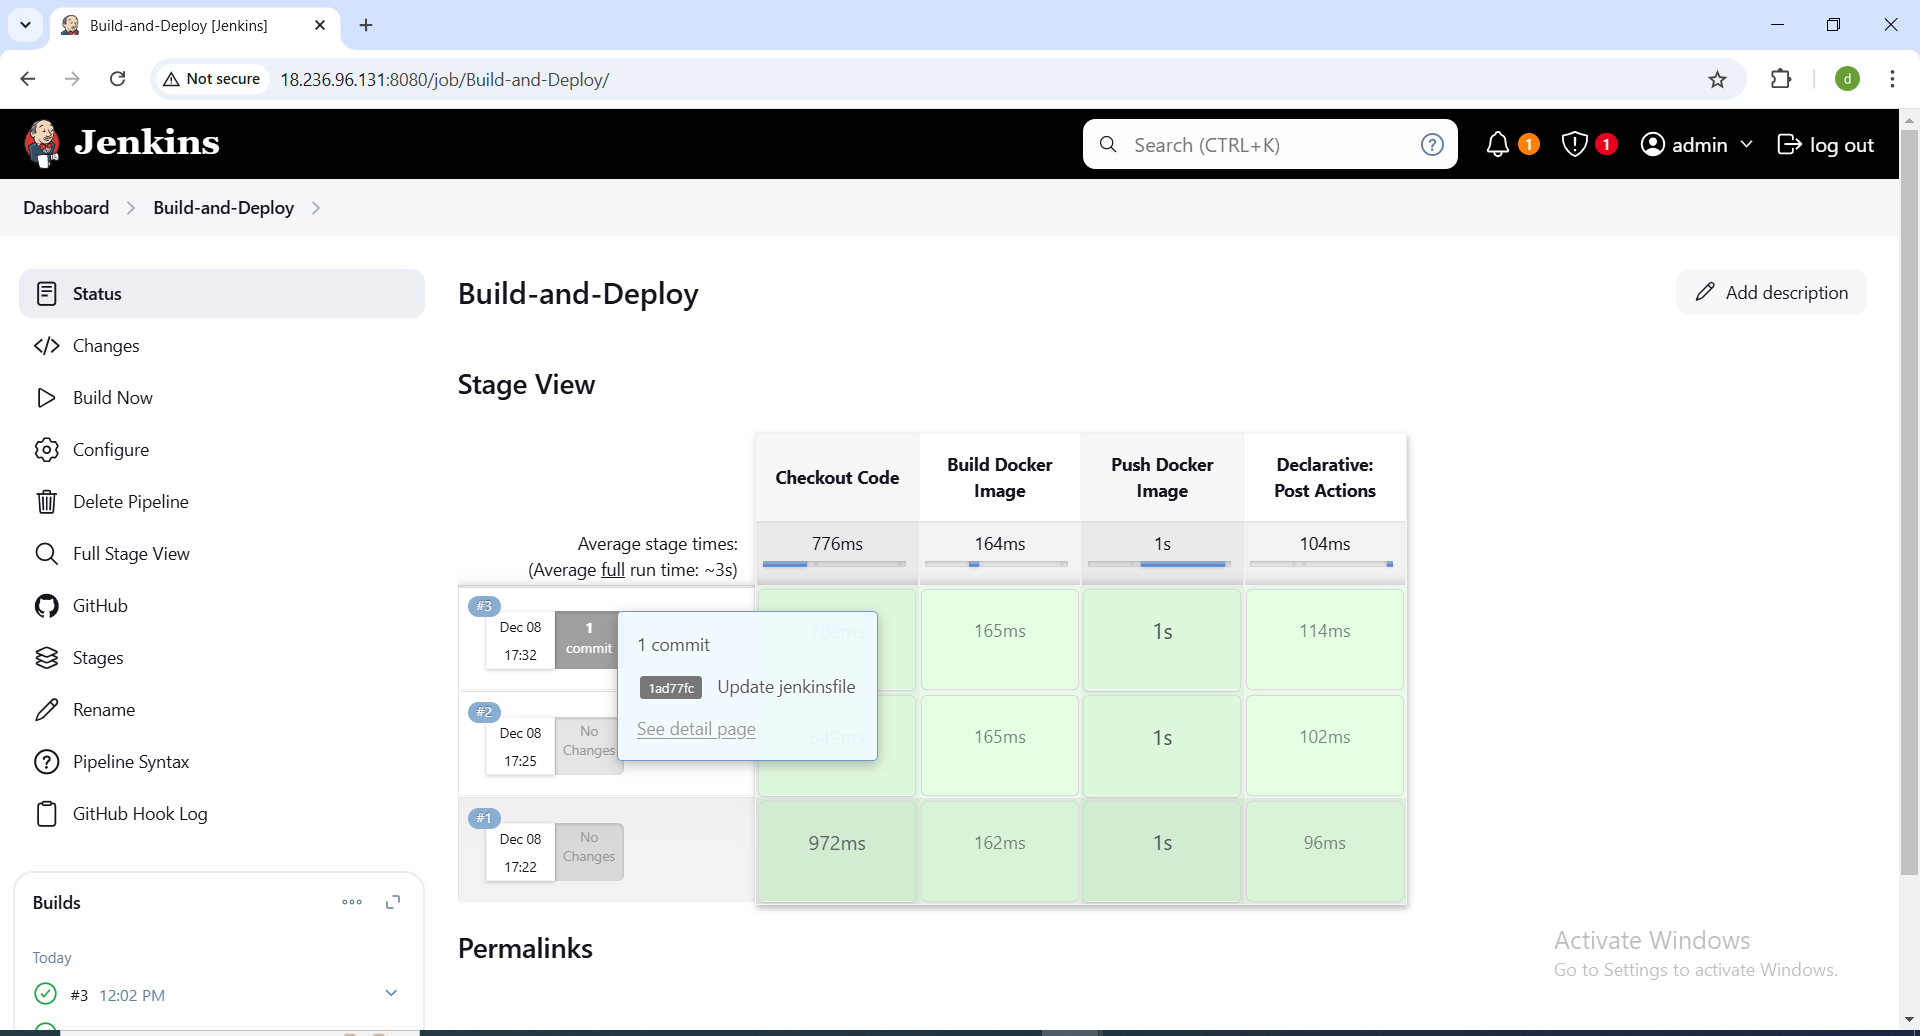 Build-and-Deploy [Jenkins]
Not secure
18.236.96.131:8080/job/Build-and-Deploy/
d
Jenkins
Search (CTRL+K)
?
1
1
admin
log out
Dashboard
Build-and-Deploy
Status
Changes
Build Now
Configure
Delete Pipeline
Full Stage View
GitHub
Stages
Rename
Pipeline Syntax
GitHub Hook Log
Builds
Today
#3 12:02 PM
Build-and-Deploy
Add description
Stage View
Checkout Code
Build Docker
Image
Push Docker
Image
Declarative:
Post Actions
Average stage times:
(Average full run time: ~3s)
776ms
164ms
1s
104ms
#3
Dec 08
17:32
1
commit
708ms
165ms
1s
114ms
1 commit
1ad77fc Update jenkinsfile
See detail page
#2
Dec 08
17:25
No
Changes
649ms
165ms
1s
102ms
#1
Dec 08
17:22
No
Changes
972ms
162ms
1s
96ms
Permalinks
Activate Windows
Go to Settings to activate Windows.